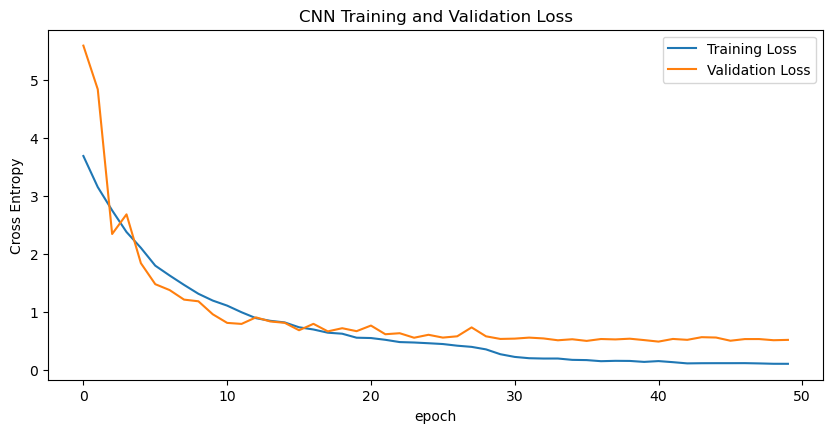 CNN Training and Validation Loss
Training Loss
Validation Loss
Cross Entropy
5
4
3
2
1
0
0 10 20 30 40 50
epoch